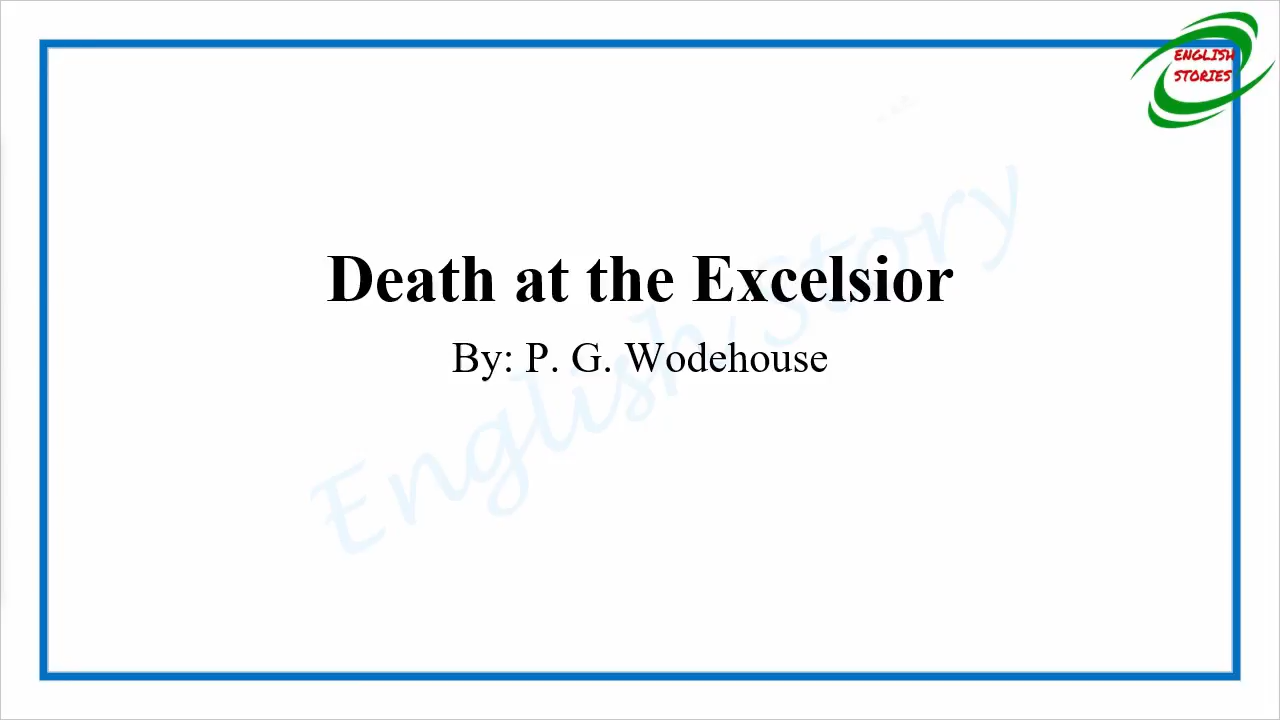 ENGLISH
STORIES
Death at the Excelsior
By: P. G. Wodehouse
English Story